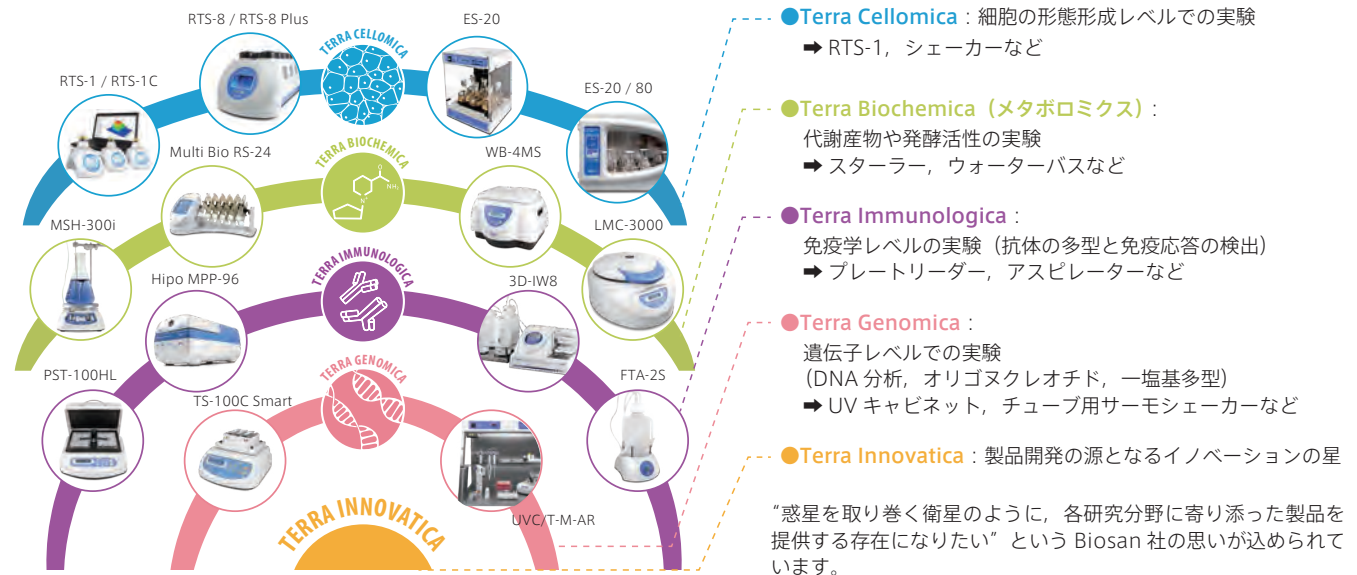 RTS-8 / RTS-8 Plus
ES-20
TERRA CELLOMICA
RTS-1 / RTS-1C
ES-20 / 80
TERRA BIOCHEMICA
Multi Bio RS-24
WB-4MS
NH₂
O
N⁺
MSH-300i
LMC-3000
TERRA IMMUNOLOGICA
Hipo MPP-96
3D-IW8
TERRA GENOMICA
PST-100HL
FTA-2S
TS-100C Smart
UVC/T-M-AR
TERRA INNOVATICA
●Terra Cellomica：細胞の形態形成レベルでの実験
➡ RTS-1，シェーカーなど
●Terra Biochemica（メタボロミクス）：
代謝産物や発酵活性の実験
➡ スターラー，ウォーターバスなど
●Terra Immunologica：
免疫学レベルの実験（抗体の多型と免疫応答の検出）
➡ プレートリーダー，アスピレーターなど
●Terra Genomica：
遺伝子レベルでの実験
（DNA 分析，オリゴヌクレオチド，一塩基多型）
➡ UV キャビネット，チューブ用サーモシェーカーなど
●Terra Innovatica：製品開発の源となるイノベーションの星
“惑星を取り巻く衛星のように，各研究分野に寄り添った製品を
提供する存在になりたい”という Biosan 社の思いが込められて
います。